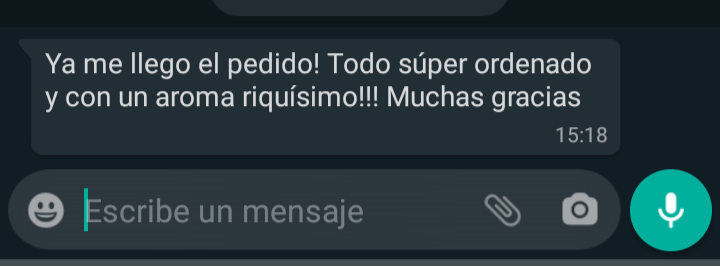 Ya me llego el pedido! Todo súper ordenado
y con un aroma riquísimo!!! Muchas gracias
15:18
Escribe un mensaje